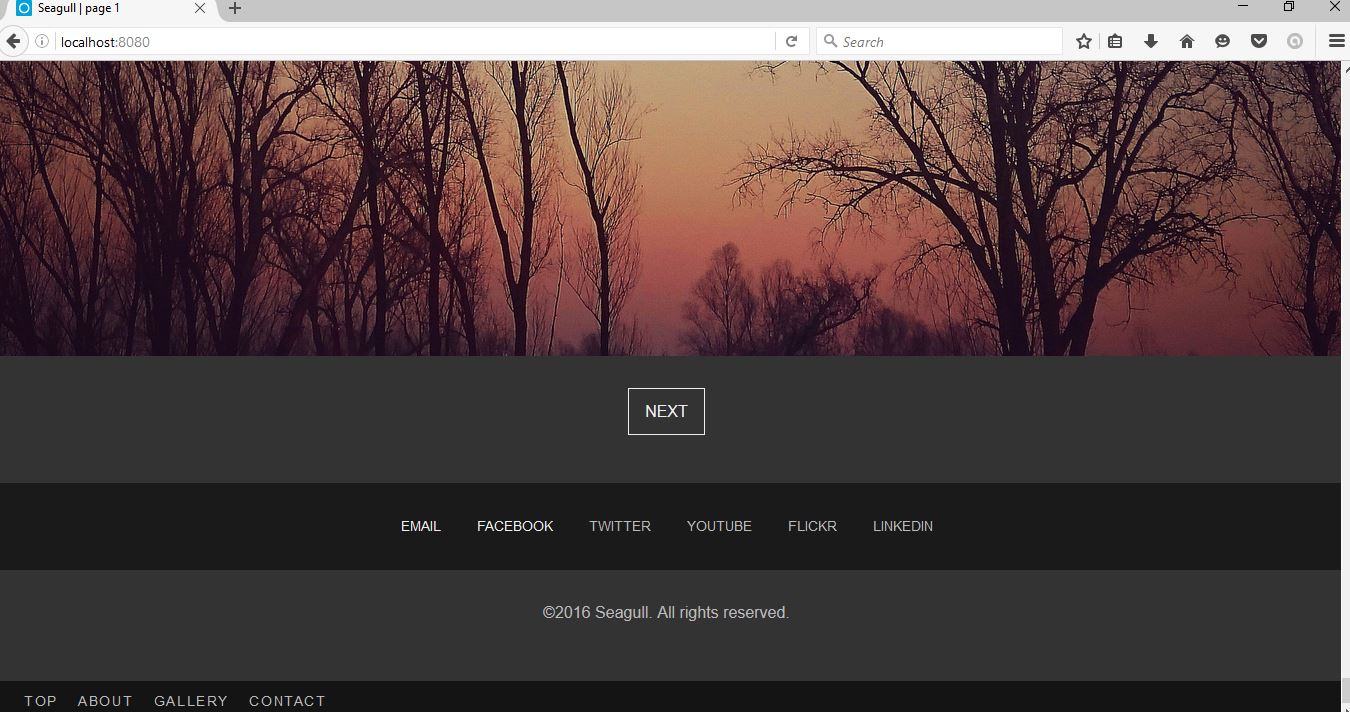 Seagull | page 1
localhost:8080
Search
NEXT
EMAIL FACEBOOK TWITTER YOUTUBE FLICKR LINKEDIN
©2016 Seagull. All rights reserved.
TOP ABOUT GALLERY CONTACT